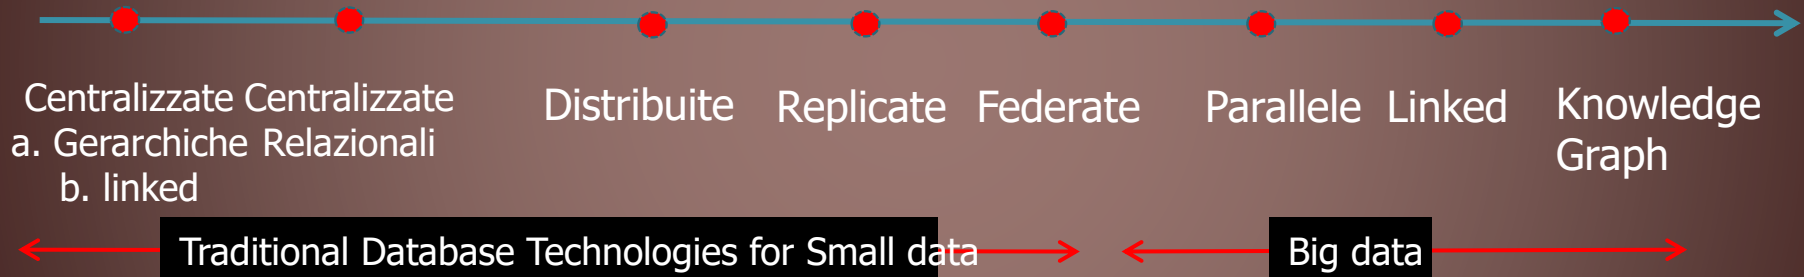 Centralizzate
a. Gerarchiche
b. linked
Centralizzate
Relazionali
Distribuite
Replicate
Federate
Parallele
Linked
Knowledge
Graph
Traditional Database Technologies for Small data
Big data